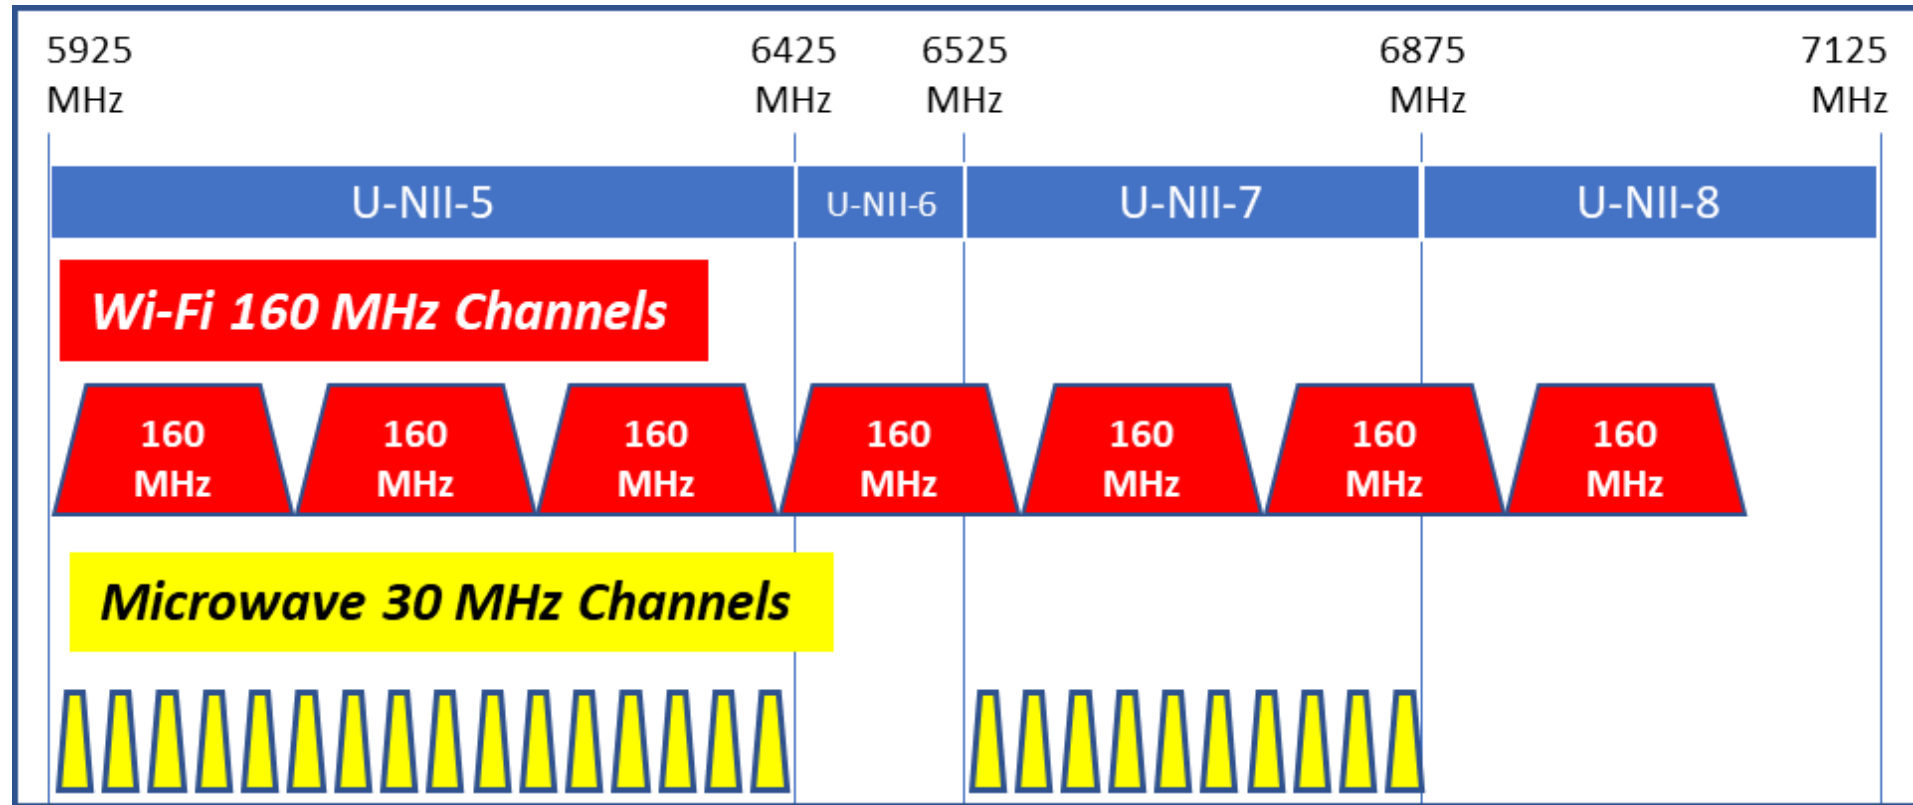 5925 6425 6525 6875 7125
MHz MHz MHz MHz MHz
U-NII-5 U-NII-6 U-NII-7 U-NII-8
Wi-Fi 160 MHz Channels
160 160 160 160 160 160 160
MHz MHz MHz MHz MHz MHz MHz
Microwave 30 MHz Channels